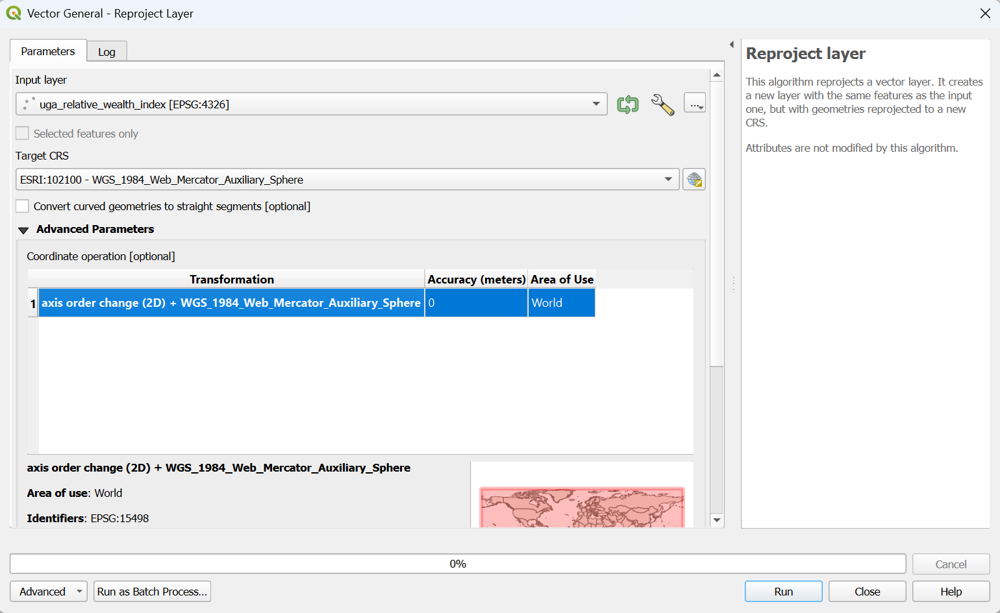 Vector General - Reproject Layer
Parameters
Log
Input layer
uga_relative_wealth_index [EPSG:4326]
...
Selected features only
Target CRS
ESRI:102100 - WGS_1984_Web_Mercator_Auxiliary_Sphere
Convert curved geometries to straight segments [optional]
Advanced Parameters
Coordinate operation [optional]
Transformation Accuracy (meters) Area of Use
1 axis order change (2D) + WGS_1984_Web_Mercator_Auxiliary_Sphere 0 World
axis order change (2D) + WGS_1984_Web_Mercator_Auxiliary_Sphere
Area of use: World
Identifiers: EPSG:15498
Reproject layer
This algorithm reprojects a vector layer. It creates
a new layer with the same features as the input
one, but with geometries reprojected to a new
CRS.
Attributes are not modified by this algorithm.
0%
Cancel
Advanced
Run as Batch Process...
Run
Close
Help